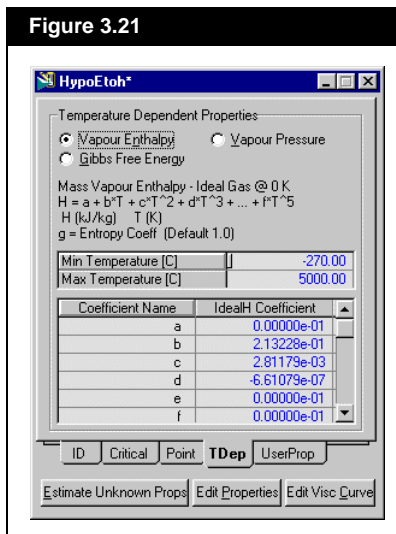 Figure 3.21
HypoEtoh*
Temperature Dependent Properties
Vapour Enthalpy Vapour Pressure
Gibbs Free Energy
Mass Vapour Enthalpy - Ideal Gas @ 0 K
H = a + b*T + c*T^2 + d*T^3 + ... + f*T^5
H (kJ/kg) T (K)
g = Entropy Coeff (Default 1.0)
Min Temperature [C] -270.00
Max Temperature [C] 5000.00
Coefficient Name IdealH Coefficient
a 0.00000e-01
b 2.13228e-01
c 2.81179e-03
d -6.61079e-07
e 0.00000e-01
f 0.00000e-01
ID Critical Point TDep UserProp
Estimate Unknown Props Edit Properties Edit Visc Curve